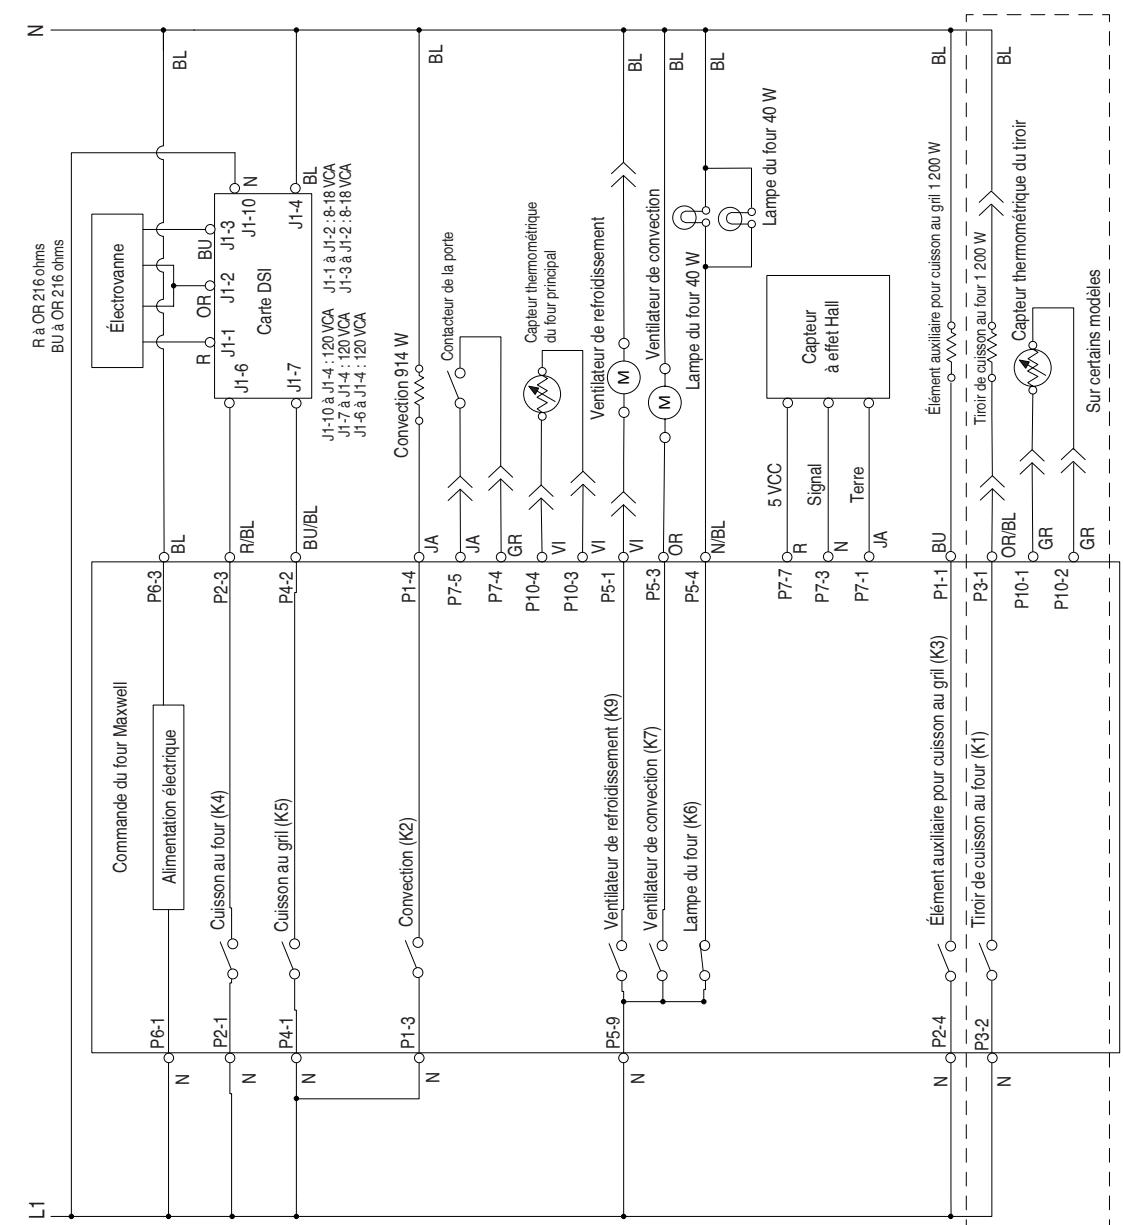 N
BL
BL
BL
BL
BL
BL
BL
BL
R à OR 216 ohms
BU à OR 216 ohms
Électrovanne
R
OR
BU
N
BL
J1-1
J1-2
J1-3
J1-10
J1-4
J1-6
J1-7
Carte DSI
J1-10 à J1-4 : 120 VCA
J1-7 à J1-4 : 120 VCA
J1-6 à J1-4 : 120 VCA
J1-1 à J1-2 : 8-18 VCA
J1-3 à J1-2 : 8-18 VCA
Convection 914 W
Contacteur de la porte
Capteur thermométrique
du four principal
Ventilateur de refroidissement
M
Ventilateur de convection
M
Lampe du four 40 W
Lampe du four 40 W
Capteur
à effet Hall
5 VCC
Signal
Terre
Élément auxiliaire pour cuisson au gril 1 200 W
Tiroir de cuisson au four 1 200 W
Capteur thermométrique du tiroir
Sur certains modèles
BL
R/BL
BU/BL
JA
JA
GR
VI
VI
VI
OR
N/BL
R
N
JA
BU
OR/BL
GR
GR
P6-3
P2-3
P4-2
P1-4
P7-5
P7-4
P10-4
P10-3
P5-1
P5-3
P5-4
P7-7
P7-3
P7-1
P1-1
P3-1
P10-1
P10-2
Commande du four Maxwell
Alimentation électrique
Cuisson au four (K4)
Cuisson au gril (K5)
Convection (K2)
Ventilateur de refroidissement (K9)
Ventilateur de convection (K7)
Lampe du four (K6)
Élément auxiliaire pour cuisson au gril (K3)
Tiroir de cuisson au four (K1)
P6-1
P2-1
P4-1
P1-3
P5-9
P2-4
P3-2
N
N
N
N
N
N
N
L1